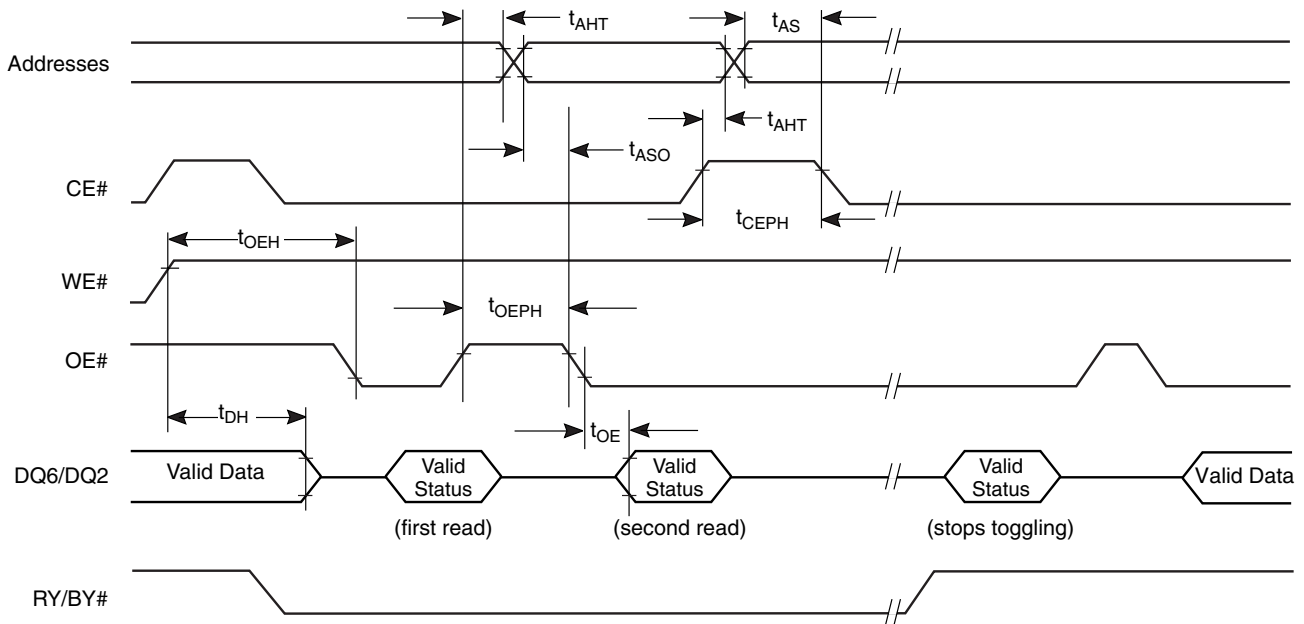 tAHT
tAS
Addresses
tAHT
tASO
CE#
tCEPH
tOEH
WE#
tOEPH
OE#
tDH
tOE
DQ6/DQ2
Valid Data
Valid
Status
Valid
Status
Valid
Status
Valid Data
(first read)
(second read)
(stops toggling)
RY/BY#